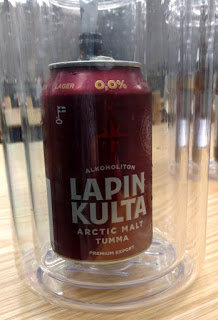 LAGER 0,0%
ALKOHOLITON
LAPIN
KULTA
ARCTIC MALT
TUMMA
PREMIUM EXPORT